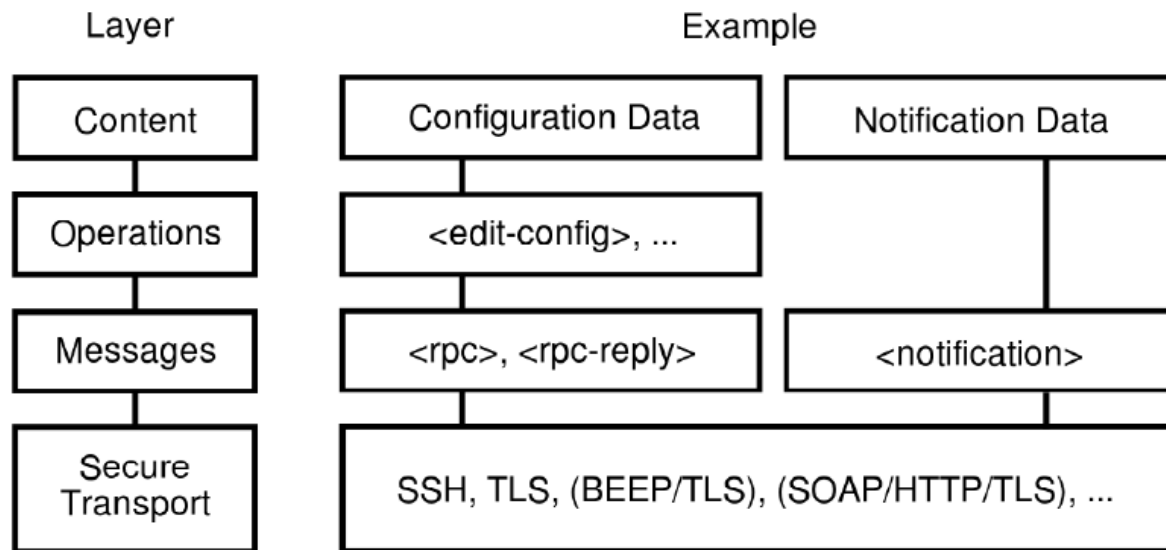 Layer Example
Content Configuration Data Notification Data
Operations <edit-config>, ...
Messages <rpc>, <rpc-reply> <notification>
Secure
Transport
SSH, TLS, (BEEP/TLS), (SOAP/HTTP/TLS), ...